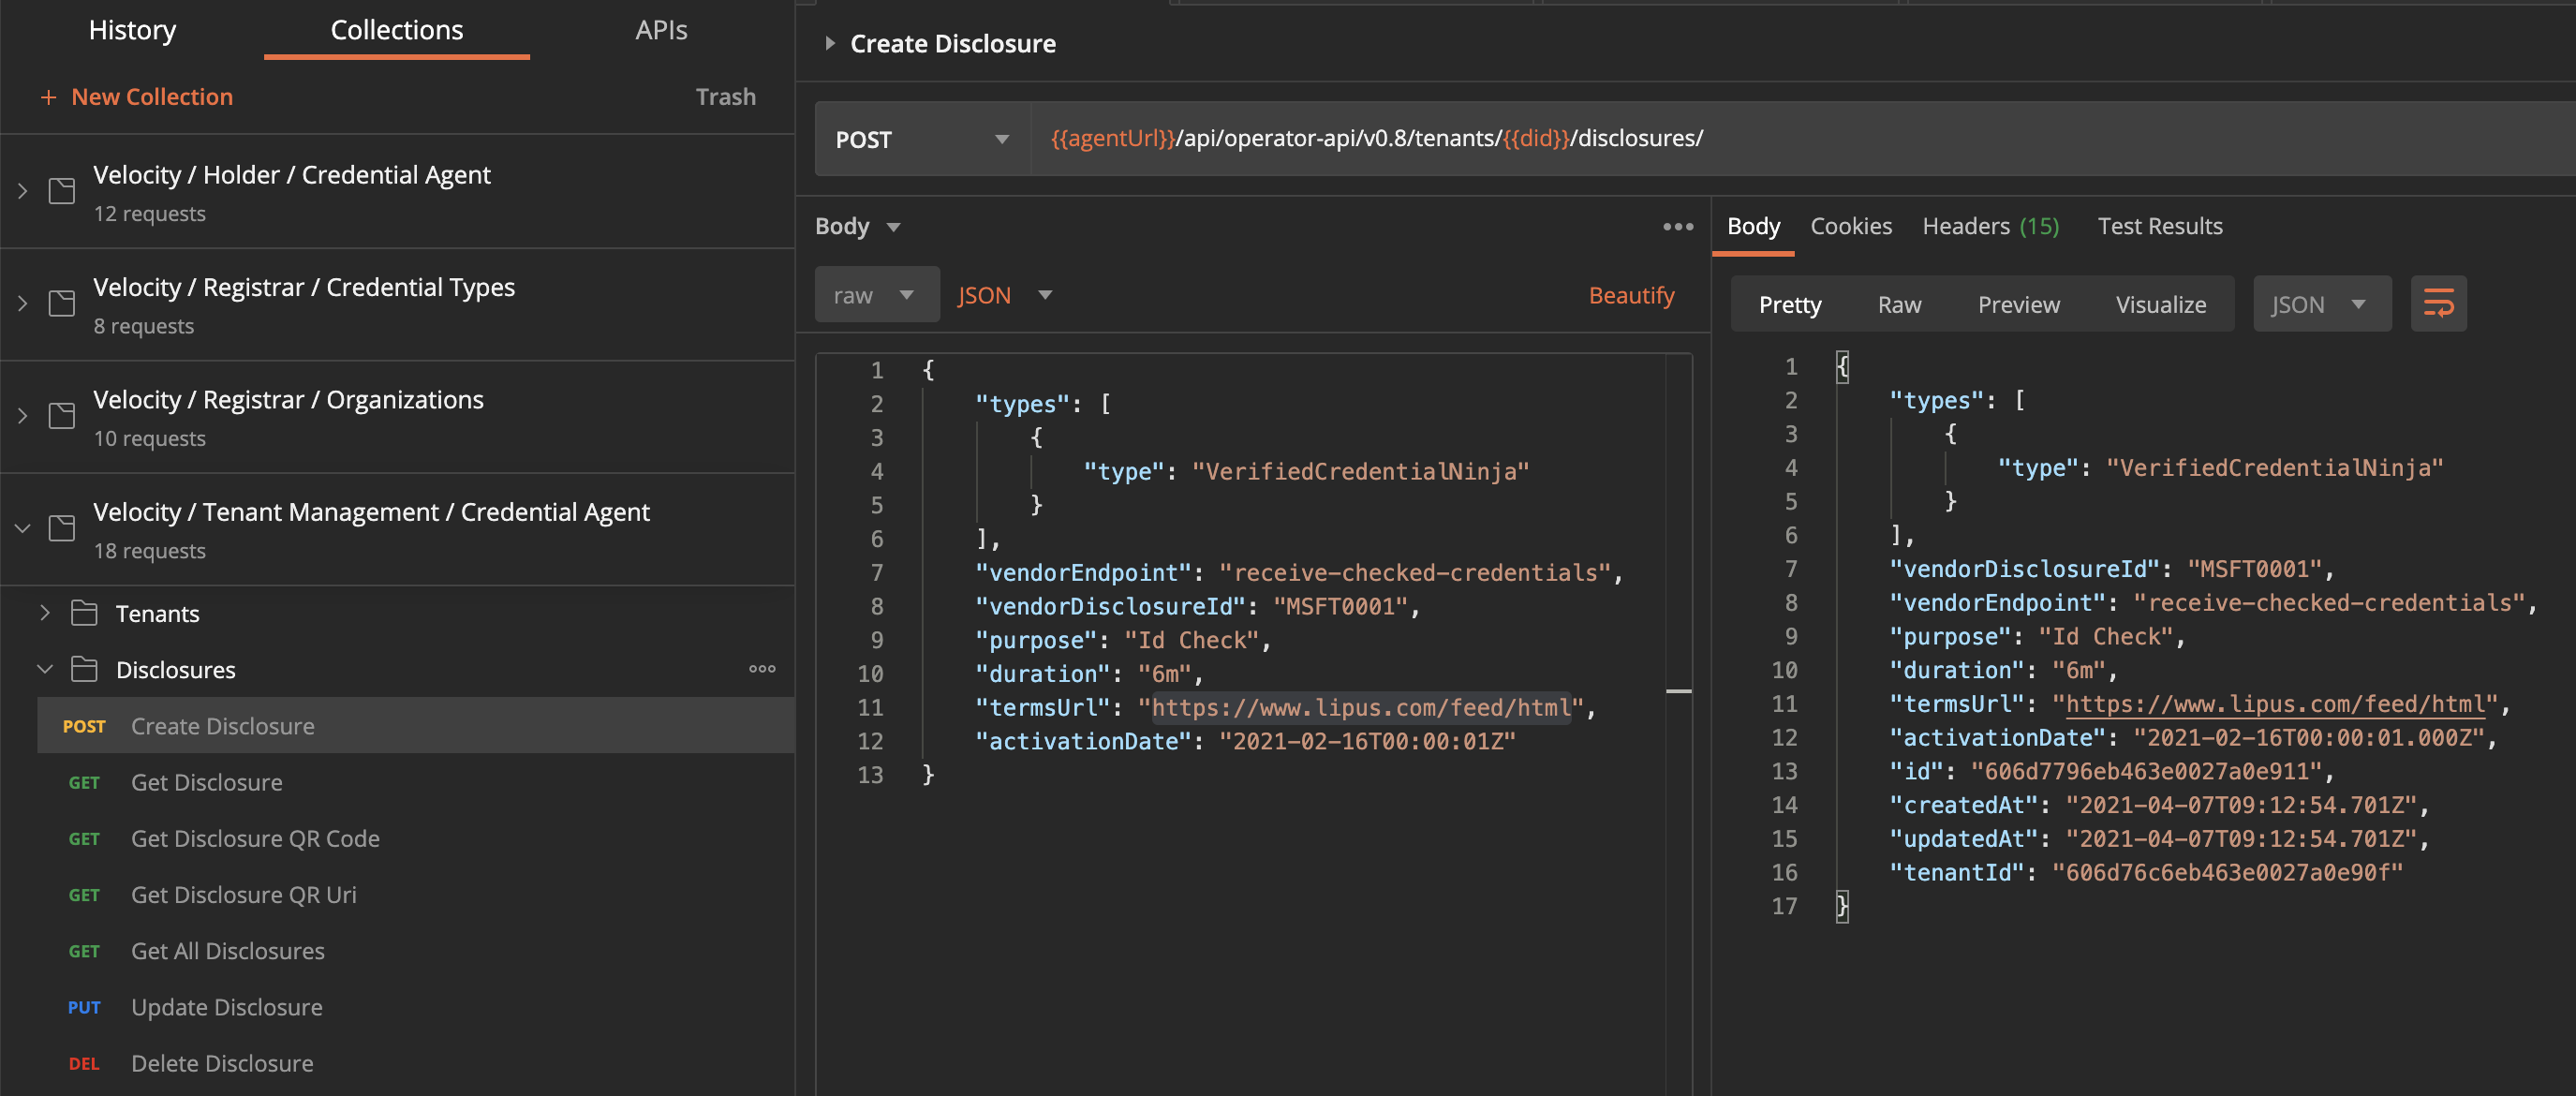 History
Collections
APIs
+ New Collection
Trash
Velocity / Holder / Credential Agent
12 requests
Velocity / Registrar / Credential Types
8 requests
Velocity / Registrar / Organizations
10 requests
Velocity / Tenant Management / Credential Agent
18 requests
Tenants
Disclosures
POST Create Disclosure
GET Get Disclosure
GET Get Disclosure QR Code
GET Get Disclosure QR Uri
GET Get All Disclosures
PUT Update Disclosure
DEL Delete Disclosure
Create Disclosure
POST {{agentUrl}}/api/operator-api/v0.8/tenants/{{did}}/disclosures/
Body
raw JSON Beautify
1 {
2 "types": [
3 {
4 "type": "VerifiedCredentialNinja"
5 }
6 ],
7 "vendorEndpoint": "receive-checked-credentials",
8 "vendorDisclosureId": "MSFT0001",
9 "purpose": "Id Check",
10 "duration": "6m",
11 "termsUrl": "https://www.lipus.com/feed/html",
12 "activationDate": "2021-02-16T00:00:01Z"
13 }
Body Cookies Headers (15) Test Results
Pretty Raw Preview Visualize JSON
1 {
2 "types": [
3 {
4 "type": "VerifiedCredentialNinja"
5 }
6 ],
7 "vendorDisclosureId": "MSFT0001",
8 "vendorEndpoint": "receive-checked-credentials",
9 "purpose": "Id Check",
10 "duration": "6m",
11 "termsUrl": "https://www.lipus.com/feed/html",
12 "activationDate": "2021-02-16T00:00:01.000Z",
13 "id": "606d7796eb463e0027a0e911",
14 "createdAt": "2021-04-07T09:12:54.701Z",
15 "updatedAt": "2021-04-07T09:12:54.701Z",
16 "tenantId": "606d76c6eb463e0027a0e90f"
17 }